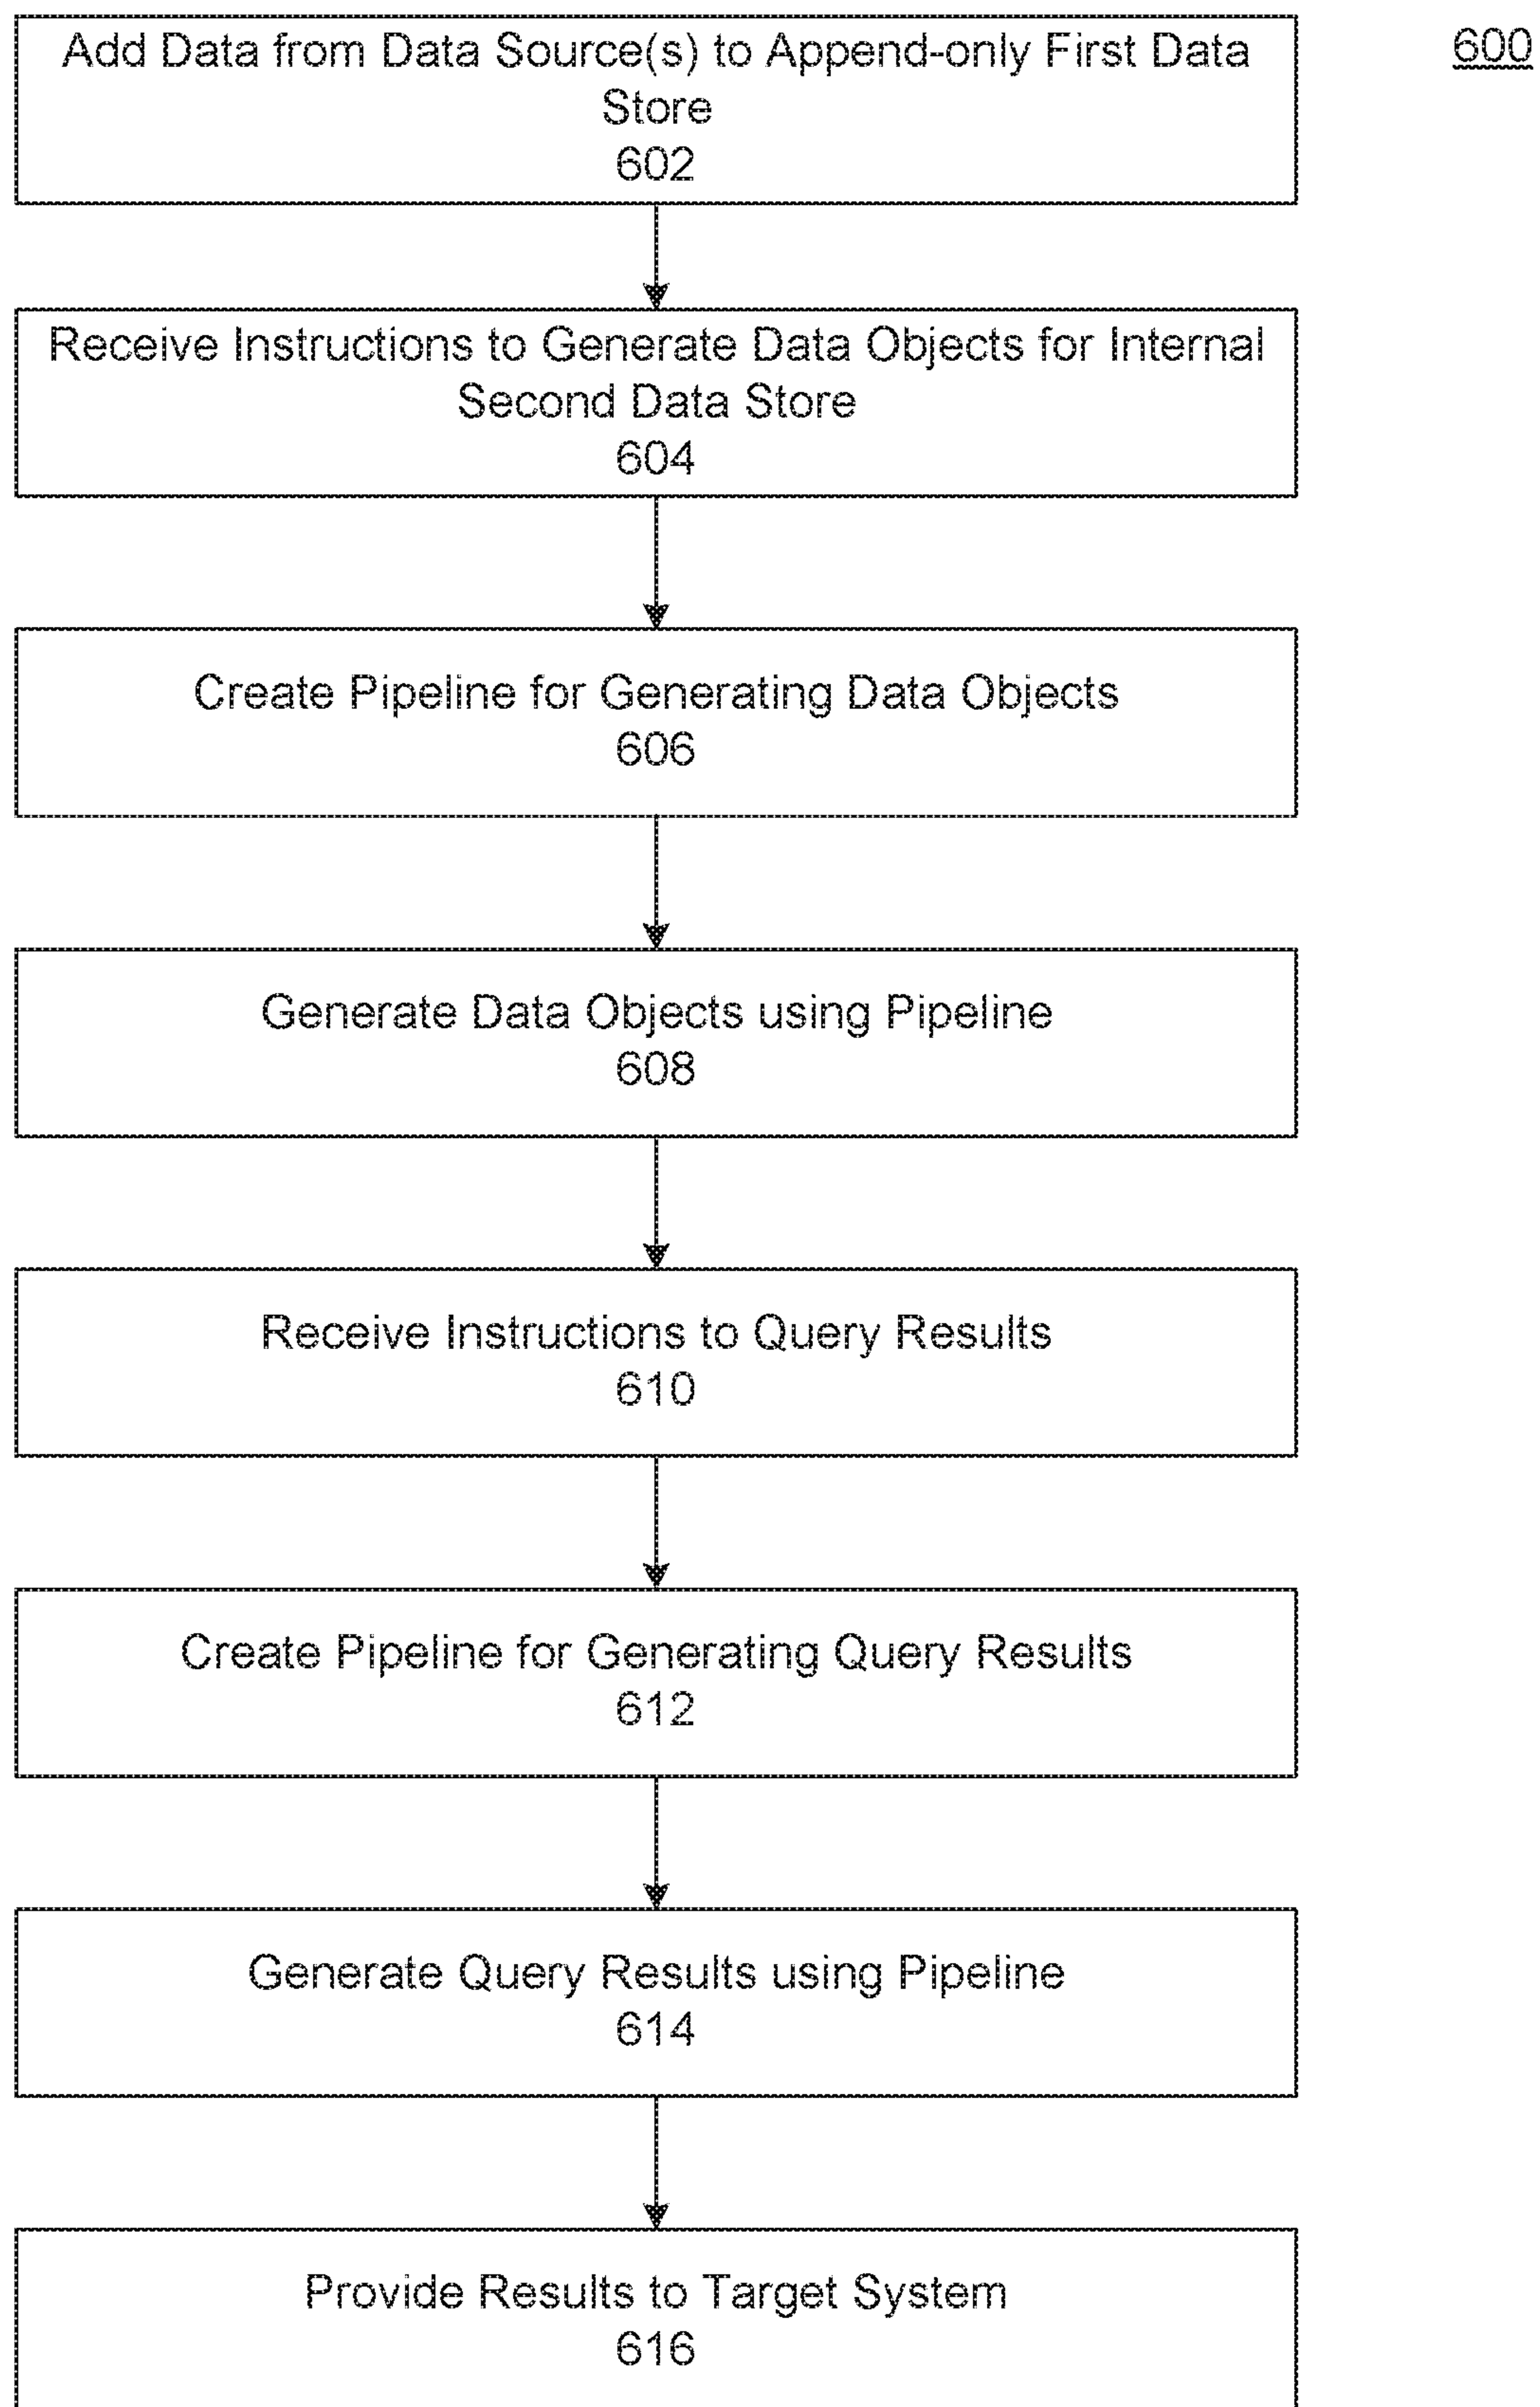 600
Add Data from Data Source(s) to Append-only First Data
Store
602
Receive Instructions to Generate Data Objects for Internal
Second Data Store
604
Create Pipeline for Generating Data Objects
606
Generate Data Objects using Pipeline
608
Receive Instructions to Query Results
610
Create Pipeline for Generating Query Results
612
Generate Query Results using Pipeline
614
Provide Results to Target System
616